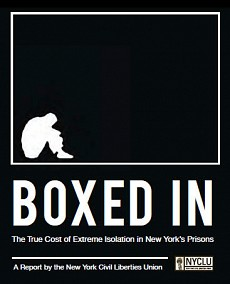 BOXED IN
The True Cost of Extreme Isolation in New York's Prisons
A Report by the New York Civil Liberties Union
NYCLU